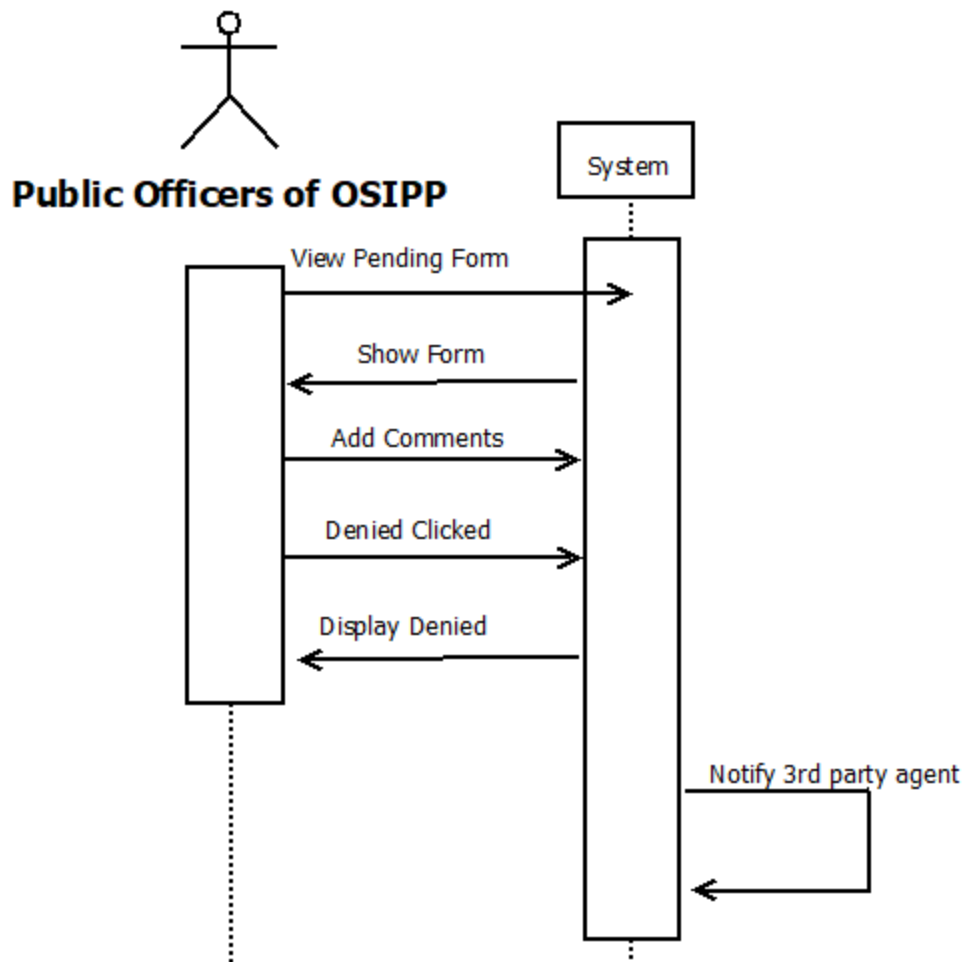 Public Officers of OSIPP
System
View Pending Form
Show Form
Add Comments
Denied Clicked
Display Denied
Notify 3rd party agent